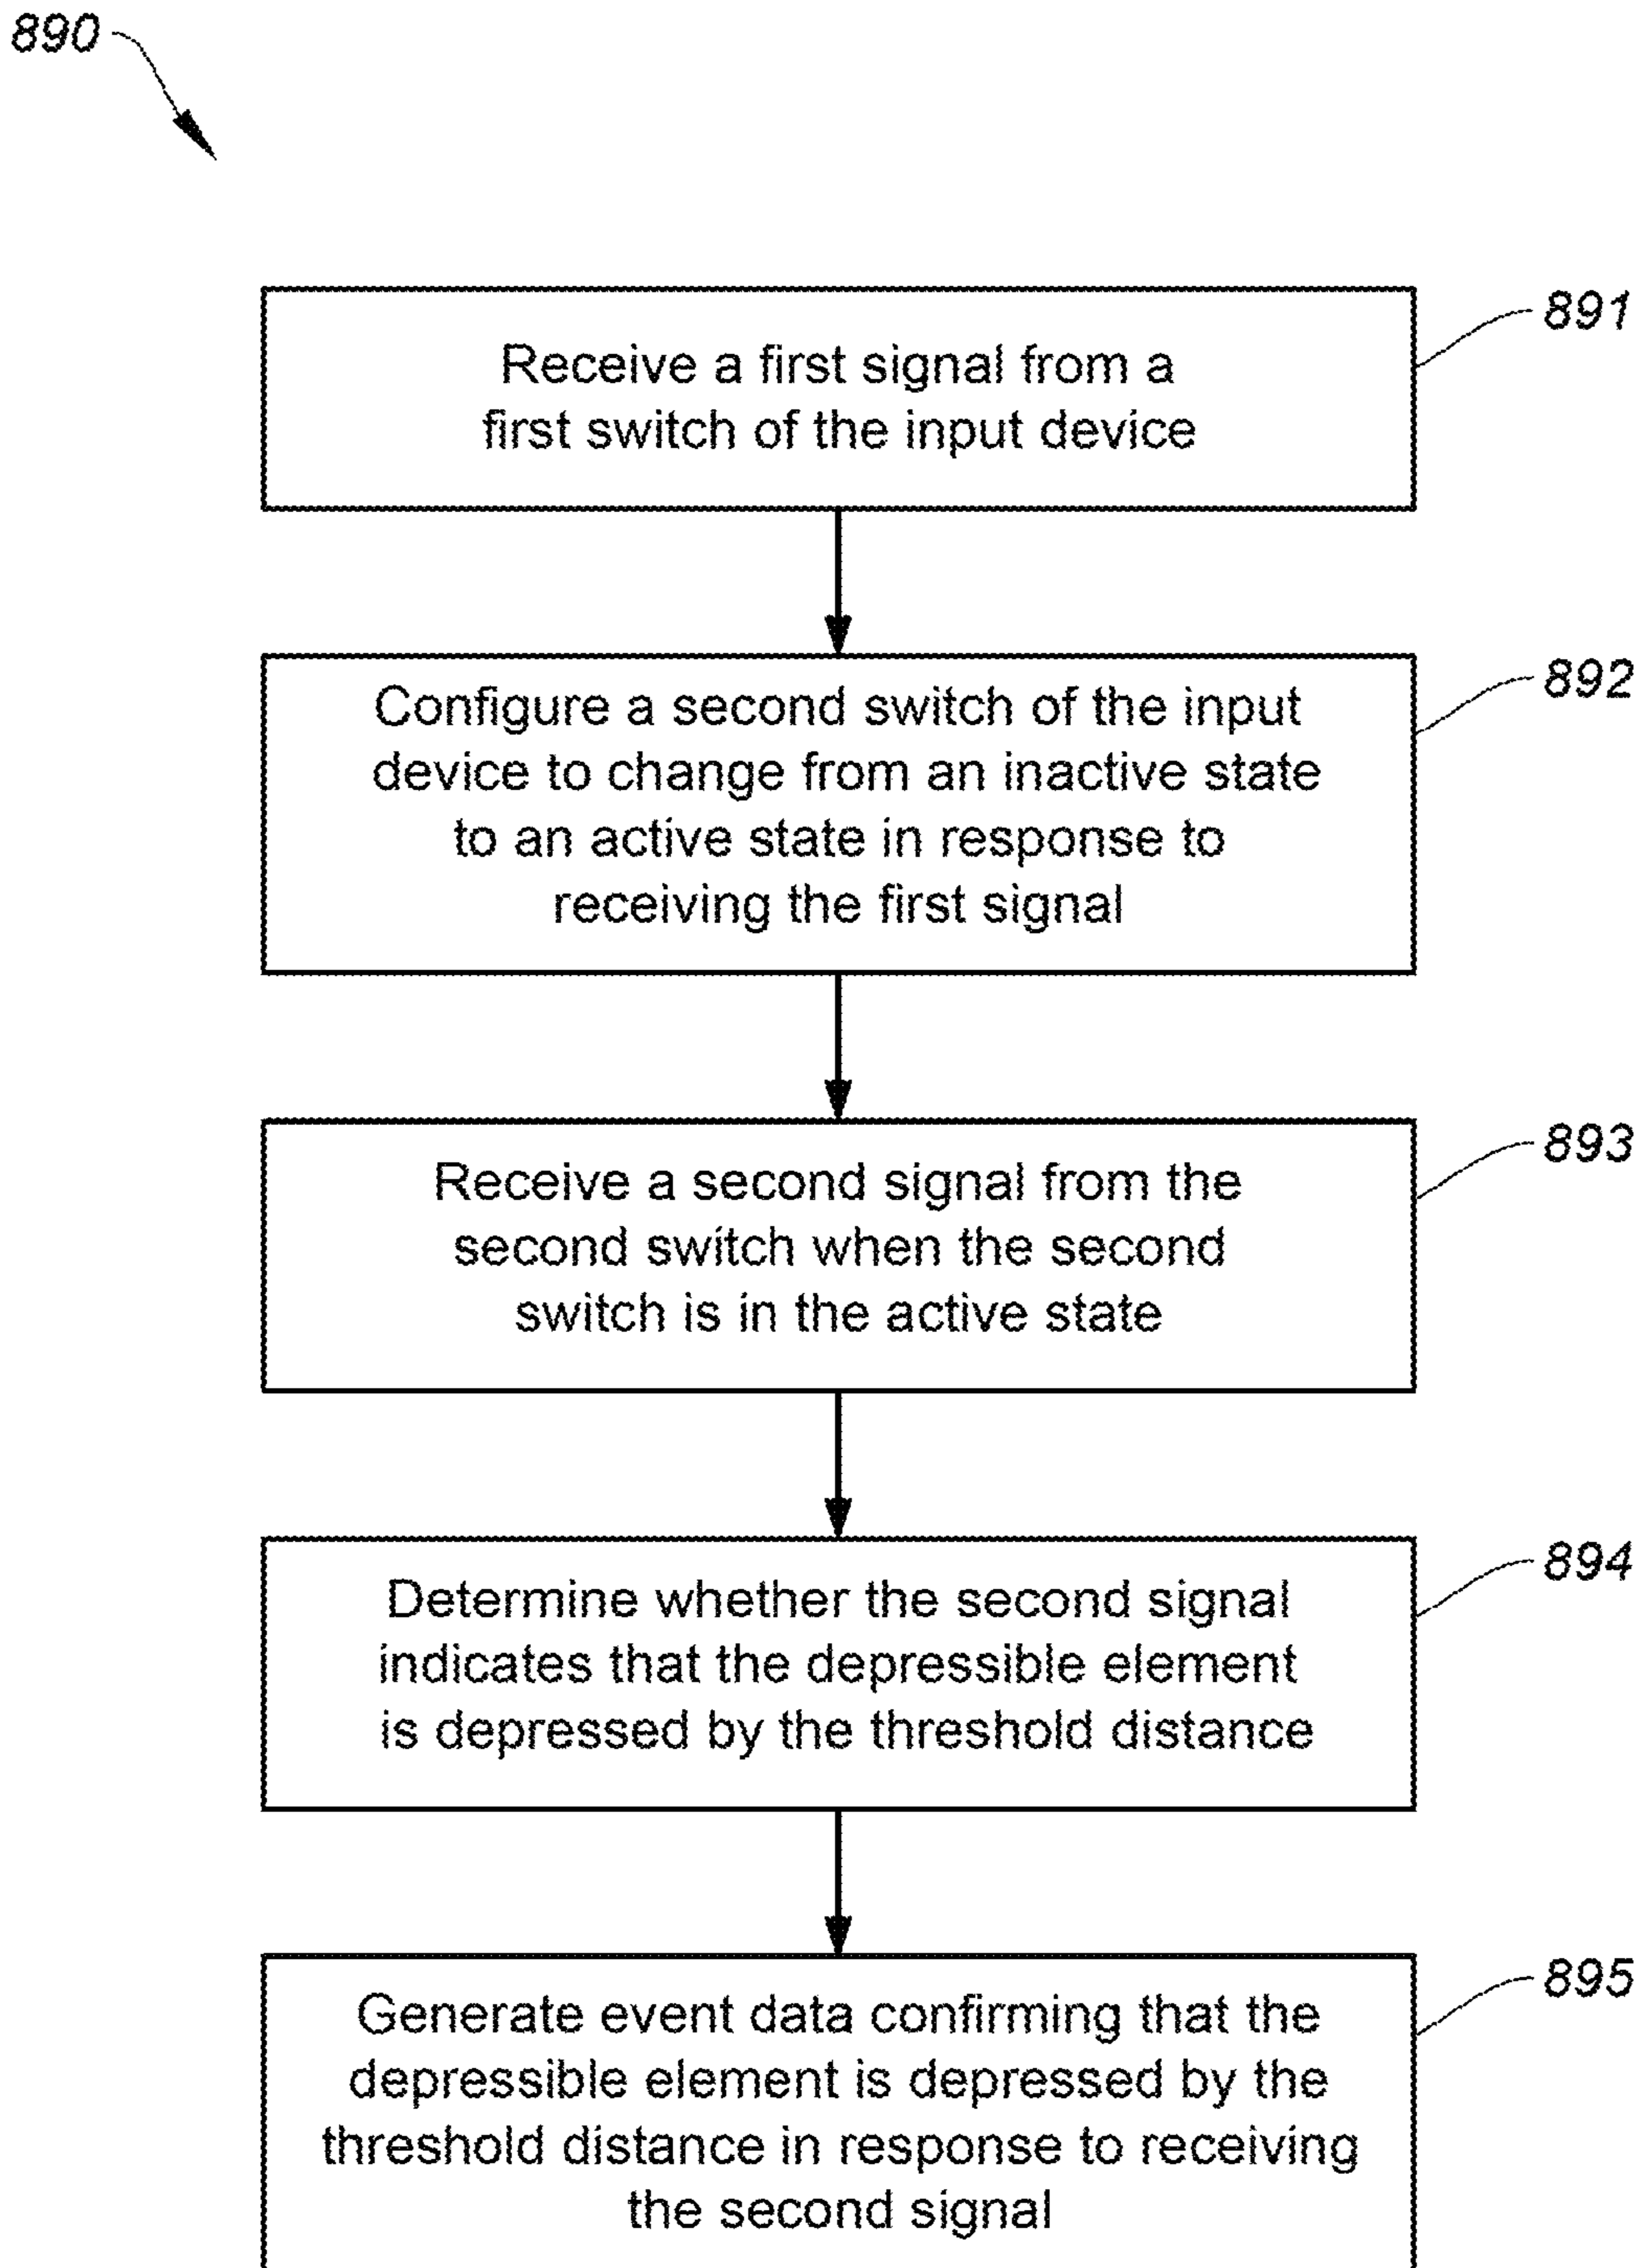 890
891
Receive a first signal from a
first switch of the input device
892
Configure a second switch of the input
device to change from an inactive state
to an active state in response to
receiving the first signal
893
Receive a second signal from the
second switch when the second
switch is in the active state
894
Determine whether the second signal
indicates that the depressible element
is depressed by the threshold distance
895
Generate event data confirming that the
depressible element is depressed by the
threshold distance in response to receiving
the second signal